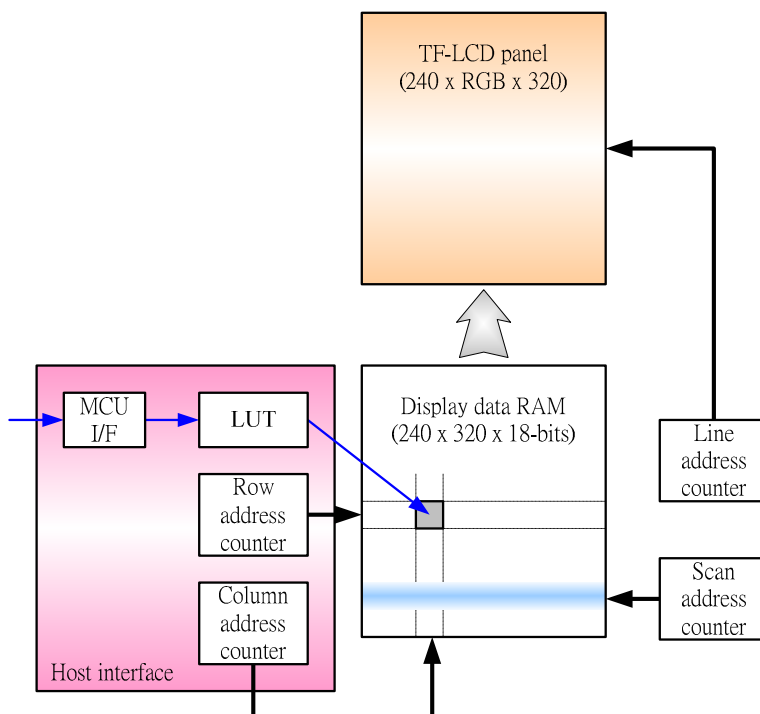 TF-LCD panel
(240 x RGB x 320)
MCU
I/F
LUT
Display data RAM
(240 x 320 x 18-bits)
Line
address
counter
Row
address
counter
Scan
address
counter
Column
address
counter
Host interface